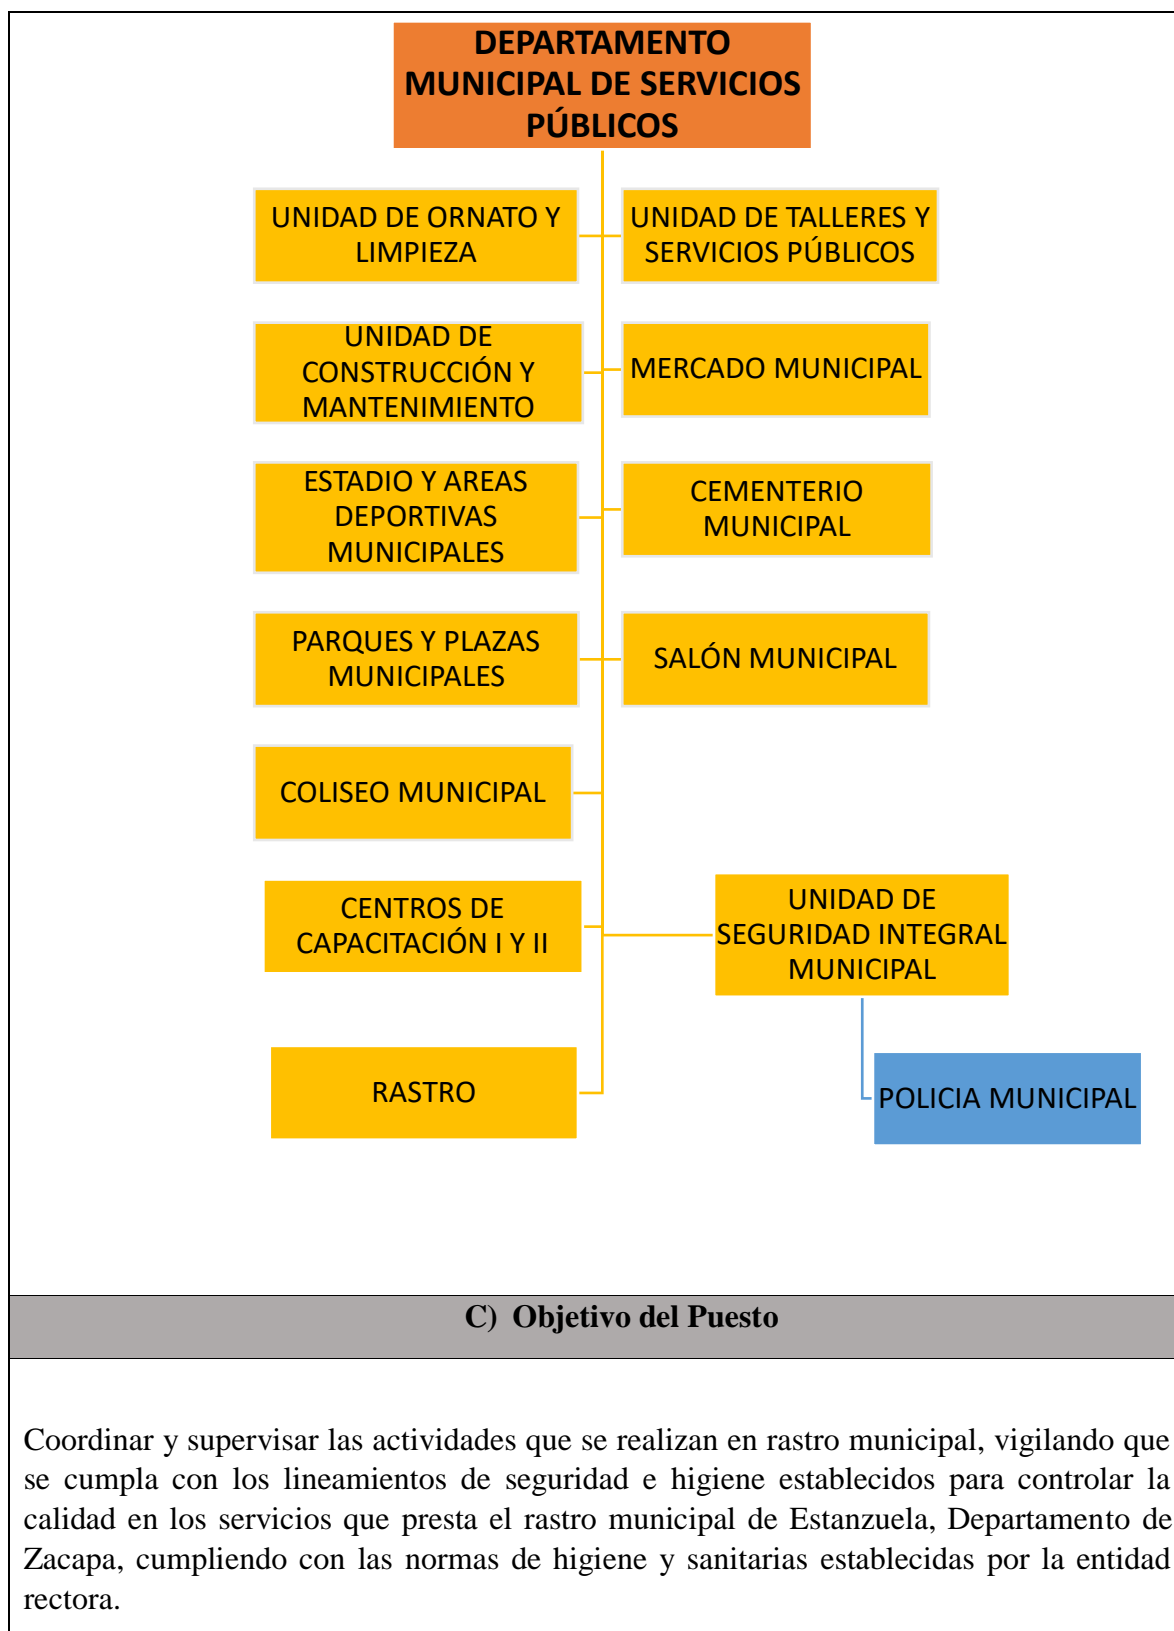 DEPARTAMENTO
MUNICIPAL DE SERVICIOS
PÚBLICOS
UNIDAD DE ORNATO Y
LIMPIEZA
UNIDAD DE TALLERES Y
SERVICIOS PÚBLICOS
UNIDAD DE
CONSTRUCCIÓN Y
MANTENIMIENTO
MERCADO MUNICIPAL
ESTADIO Y AREAS
DEPORTIVAS
MUNICIPALES
CEMENTERIO
MUNICIPAL
PARQUES Y PLAZAS
MUNICIPALES
SALÓN MUNICIPAL
COLISEO MUNICIPAL
CENTROS DE
CAPACITACIÓN I Y II
UNIDAD DE
SEGURIDAD INTEGRAL
MUNICIPAL
RASTRO
POLICIA MUNICIPAL
C) Objetivo del Puesto
Coordinar y supervisar las actividades que se realizan en rastro municipal, vigilando que
se cumpla con los lineamientos de seguridad e higiene establecidos para controlar la
calidad en los servicios que presta el rastro municipal de Estanzuela, Departamento de
Zacapa, cumpliendo con las normas de higiene y sanitarias establecidas por la entidad
rectora.